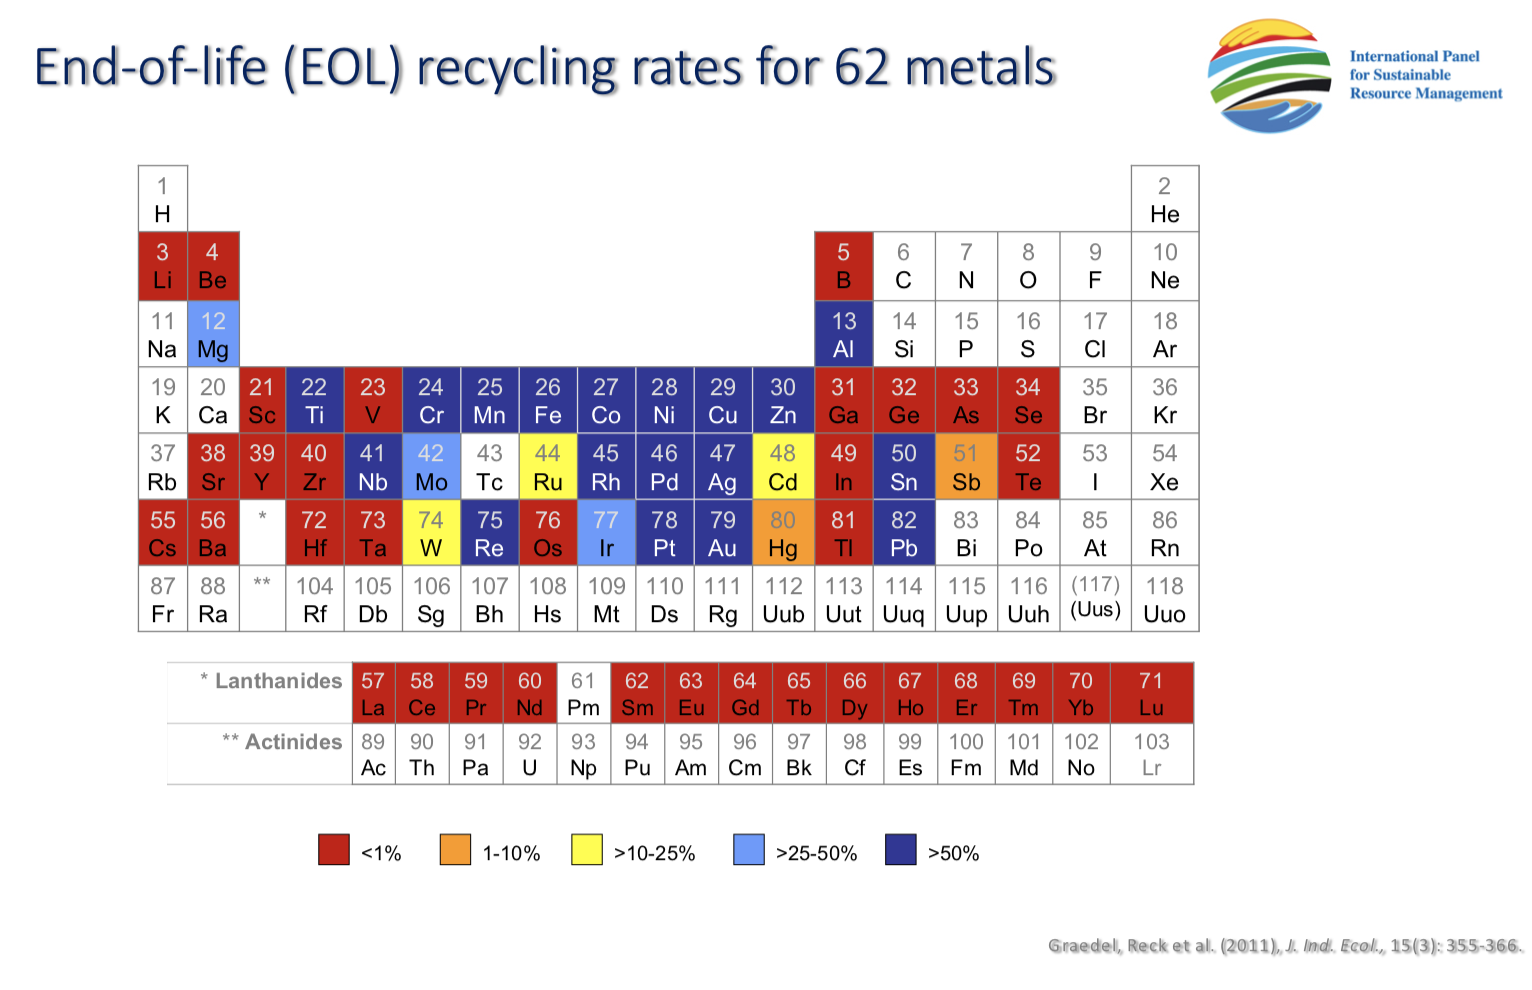 End-of-life (EOL) recycling rates for 62 metals
International Panel
for Sustainable
Resource Management
1 2
H He
3 4 5 6 7 8 9 10
Li Be B C N O F Ne
11 12 13 14 15 16 17 18
Na Mg Al Si P S Cl Ar
19 20 21 22 23 24 25 26 27 28 29 30 31 32 33 34 35 36
K Ca Sc Ti V Cr Mn Fe Co Ni Cu Zn Ga Ge As Se Br Kr
37 38 39 40 41 42 43 44 45 46 47 48 49 50 51 52 53 54
Rb Sr Y Zr Nb Mo Tc Ru Rh Pd Ag Cd In Sn Sb Te I Xe
55 56 * 72 73 74 75 76 77 78 79 80 81 82 83 84 85 86
Cs Ba Hf Ta W Re Os Ir Pt Au Hg Tl Pb Bi Po At Rn
87 88 ** 104 105 106 107 108 109 110 111 112 113 114 115 116 (117) 118
Fr Ra Rf Db Sg Bh Hs Mt Ds Rg Uub Uut Uuq Uup Uuh (Uus) Uuo
* Lanthanides 57 58 59 60 61 62 63 64 65 66 67 68 69 70 71
La Ce Pr Nd Pm Sm Eu Gd Tb Dy Ho Er Tm Yb Lu
** Actinides 89 90 91 92 93 94 95 96 97 98 99 100 101 102 103
Ac Th Pa U Np Pu Am Cm Bk Cf Es Fm Md No Lr
<1% 1-10% >10-25% >25-50% >50%
Graedel, Reck et al. (2011), J. Ind. Ecol., 15(3): 355-366.